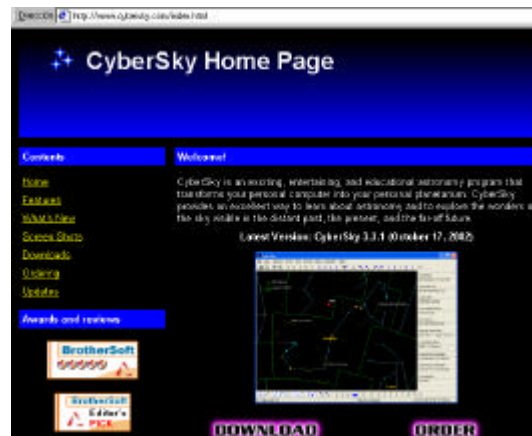 Dirección http://www.cybersky.com/index.html
CyberSky Home Page
Contents
Home
Features
What's New
Screen Shots
Downloads
Ordering
Updates
Awards and reviews
BrotherSoft
BrotherSoft
Editor's
PICK
Welcome!
CyberSky is an exciting, entertaining, and educational astronomy program that
transforms your personal computer into your personal planetarium. CyberSky
provides an excellent way to learn about astronomy and to explore the wonders o
the sky visible in the distant past, the present, and the far-off future.
Latest Version: CyberSky 3.3.1 (October 17, 2002)
DOWNLOAD
ORDER